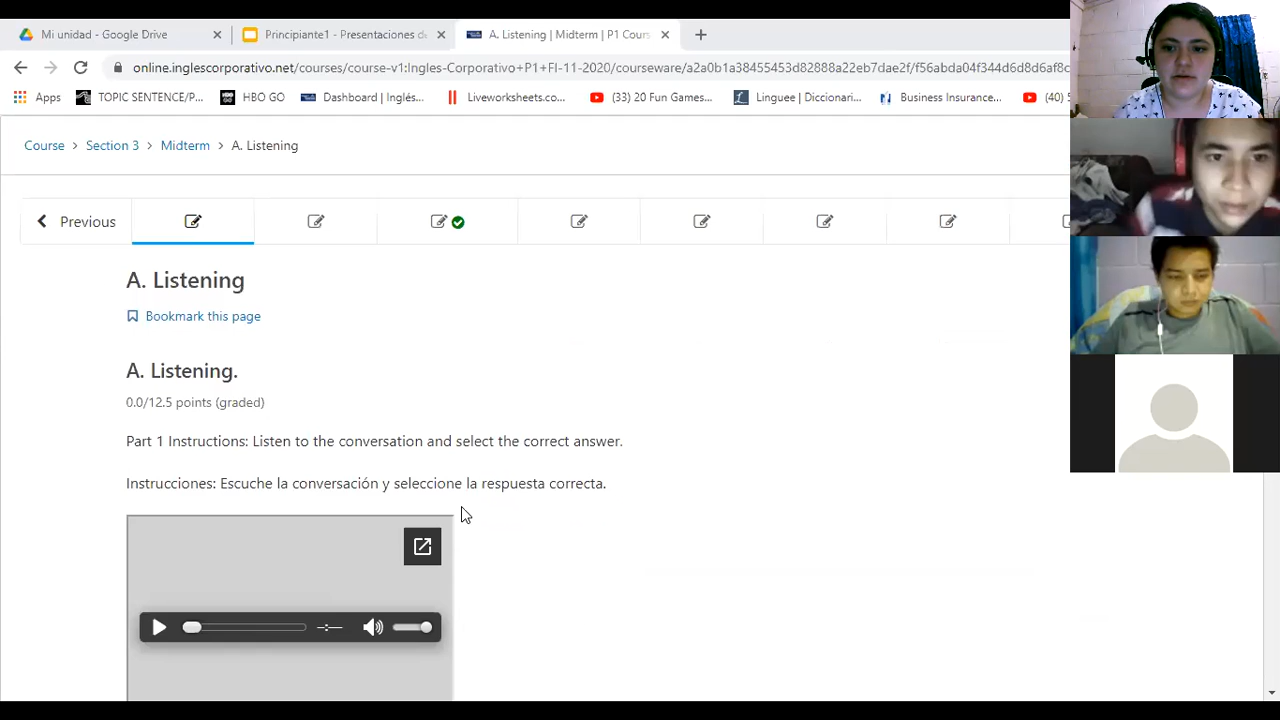 Mi unidad - Google Drive
Principiante1 - Presentaciones de
A. Listening | Midterm | P1 Cours
online.inglescorporativo.net/courses/course-v1:Ingles-Corporativo+P1+FI-11-2020/courseware/a2a0b1a38455453d82888a22eb7dae2f/f56abda04f344d6d8d6af8c
Apps
TOPIC SENTENCE/P...
HBO GO
Dashboard | Inglés...
Liveworksheets.co...
(33) 20 Fun Games...
Linguee | Diccionari...
Business Insurance...
(40)
Course > Section 3 > Midterm > A. Listening
Previous
A. Listening
Bookmark this page
A. Listening.
0.0/12.5 points (graded)
Part 1 Instructions: Listen to the conversation and select the correct answer.
Instrucciones: Escuche la conversación y seleccione la respuesta correcta.